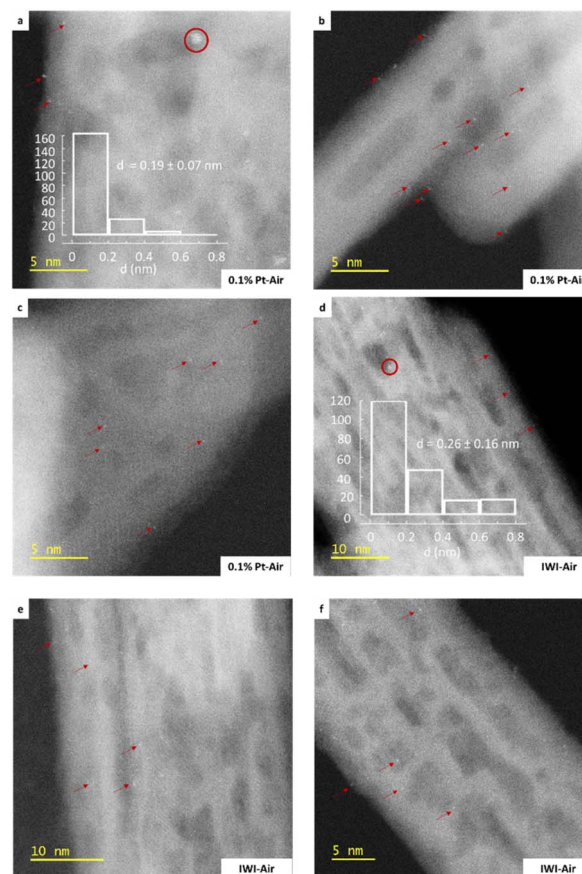 a
160
140
120
100
80
60
40
20
0
d = 0.19 ± 0.07 nm
0 0.2 0.4 0.6 0.8
d (nm)
5 nm
0.1% Pt-Air
b
5 nm
0.1% Pt-Air
c
5 nm
0.1% Pt-Air
d
120
100
80
60
40
20
0
d = 0.26 ± 0.16 nm
0 0.2 0.4 0.6 0.8
d (nm)
10 nm
IWI-Air
e
10 nm
IWI-Air
f
5 nm
IWI-Air